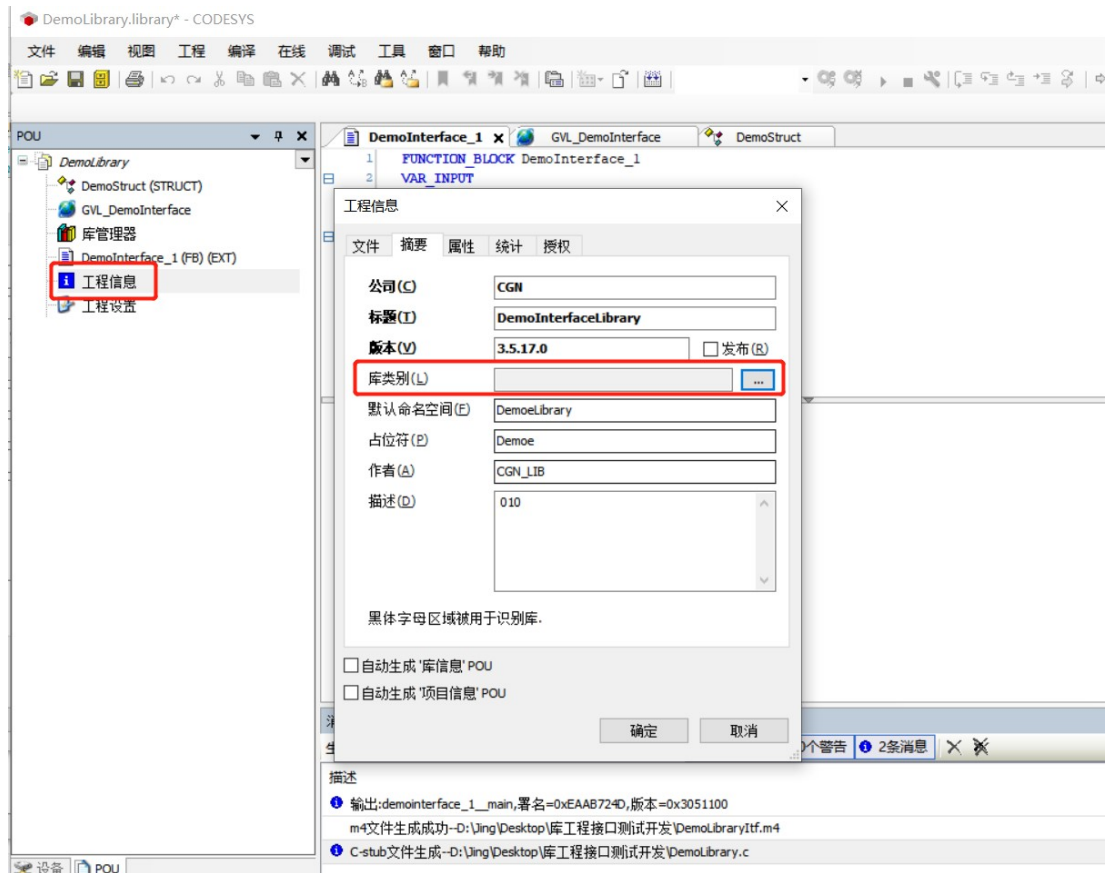 DemoLibrary.library* - CODESYS
文件 编辑 视图 工程 编译 在线 调试 工具 窗口 帮助
POU
DemoLibrary
DemoStruct (STRUCT)
GVL_DemoInterface
库管理器
DemoInterface_1 (FB) (EXT)
工程信息
工程设置
设备 POU
DemoInterface_1 GVL_DemoInterface DemoStruct
1 FUNCTION_BLOCK DemoInterface_1
2 VAR_INPUT
工程信息
文件 摘要 属性 统计 授权
公司(C) CGN
标题(T) DemoInterfaceLibrary
版本(V) 3.5.17.0 发布(R)
库类别(L) ...
默认命名空间(F) DemoeLibrary
占位符(P) Demoe
作者(A) CGN_LIB
描述(D) 010
黑体字母区域被用于识别库.
自动生成'库信息' POU
自动生成'项目信息' POU
确定 取消
个警告 2条消息
描述
输出:demointerface_1__main,署名=0xEAAB724D,版本=0x3051100
m4文件生成成功--D:\Jing\Desktop\库工程接口测试开发\DemoLibraryItf.m4
C-stub文件生成--D:\Jing\Desktop\库工程接口测试开发\DemoLibrary.c